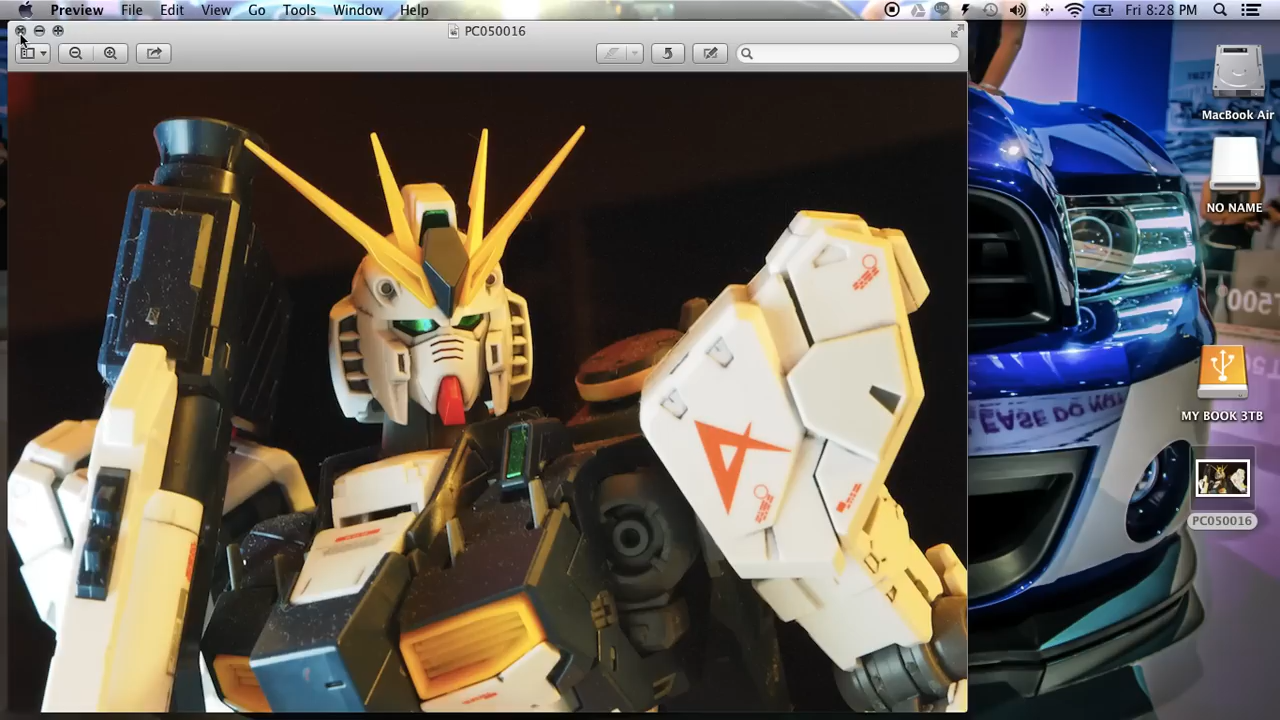 Preview File Edit View Go Tools Window Help
Fri 8:28 PM
PC050016
MacBook Air
NO NAME
MY BOOK 3TB
PC050016